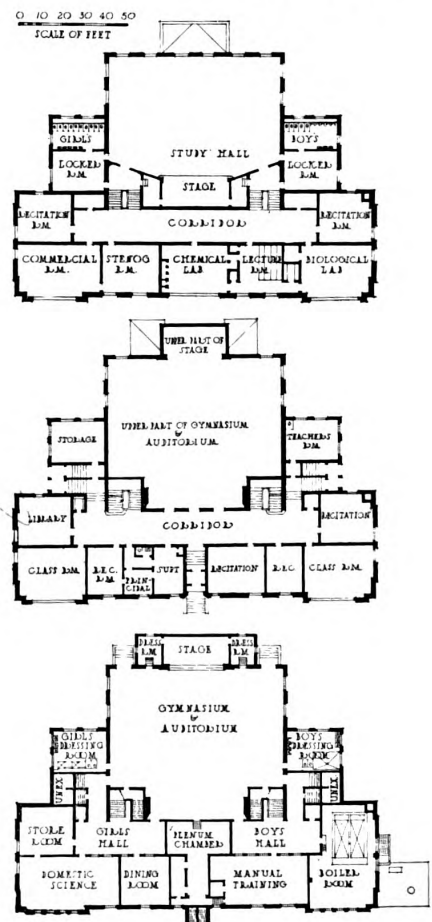 0 10 20 30 40 50
SCALE OF FEET
GIRLS
BOYS
STUDY HALL
LOCKER
RM.
LOCKER
RM.
STAGE
RECITATION
RM.
CORRIDOR
RECITATION
RM.
COMMERCIAL
RM.
STENOG
RM.
CHEMICAL
LAB
LECTURE
RM.
BIOLOGICAL
LAB
UPPER PART OF
STAGE
STORAGE
UPPER PART OF GYMNASIUM
&
AUDITORIUM
TEACHERS
RM.
LIBRARY
CORRIDOR
RECITATION
CLASS RM.
REC.
RM.
PRIN-
CIPAL
SUPT
RECITATION
REC
CLASS RM.
DRESS
RM
STAGE
DRESS
RM
GYMNASIUM
&
AUDITORIUM
GIRLS
DRESSING
ROOM
BOYS
DRESSING
ROOM
UNEX
UNEX
STORE
ROOM
GIRLS
HALL
PLENUM
CHAMBER
BOYS
HALL
DOMESTIC
SCIENCE
DINING
ROOM
MANUAL
TRAINING
BOILER
ROOM